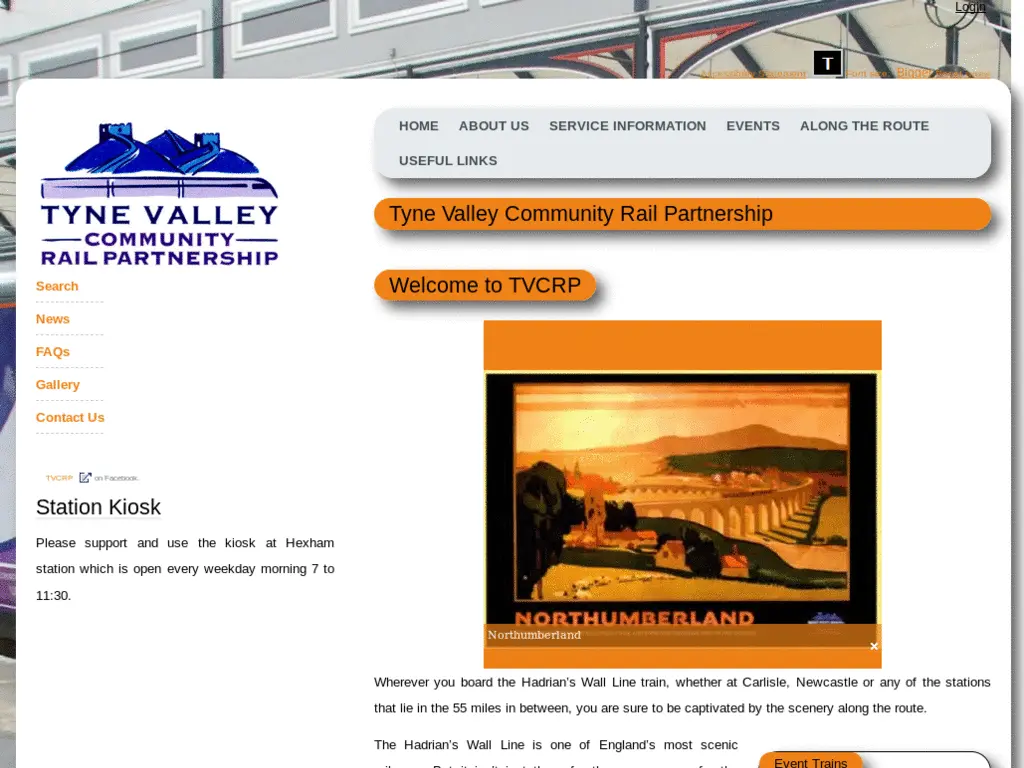 Login
T
Font size
Bigger
HOME ABOUT US SERVICE INFORMATION EVENTS ALONG THE ROUTE
USEFUL LINKS
TYNE VALLEY
COMMUNITY
RAIL PARTNERSHIP
Search
News
FAQs
Gallery
Contact Us
TVCRP on Facebook.
Station Kiosk
Please support and use the kiosk at Hexham
station which is open every weekday morning 7 to
11:30.
Tyne Valley Community Rail Partnership
Welcome to TVCRP
NORTHUMBERLAND
Northumberland
Wherever you board the Hadrian’s Wall Line train, whether at Carlisle, Newcastle or any of the stations
that lie in the 55 miles in between, you are sure to be captivated by the scenery along the route.
The Hadrian’s Wall Line is one of England’s most scenic
Event Trains